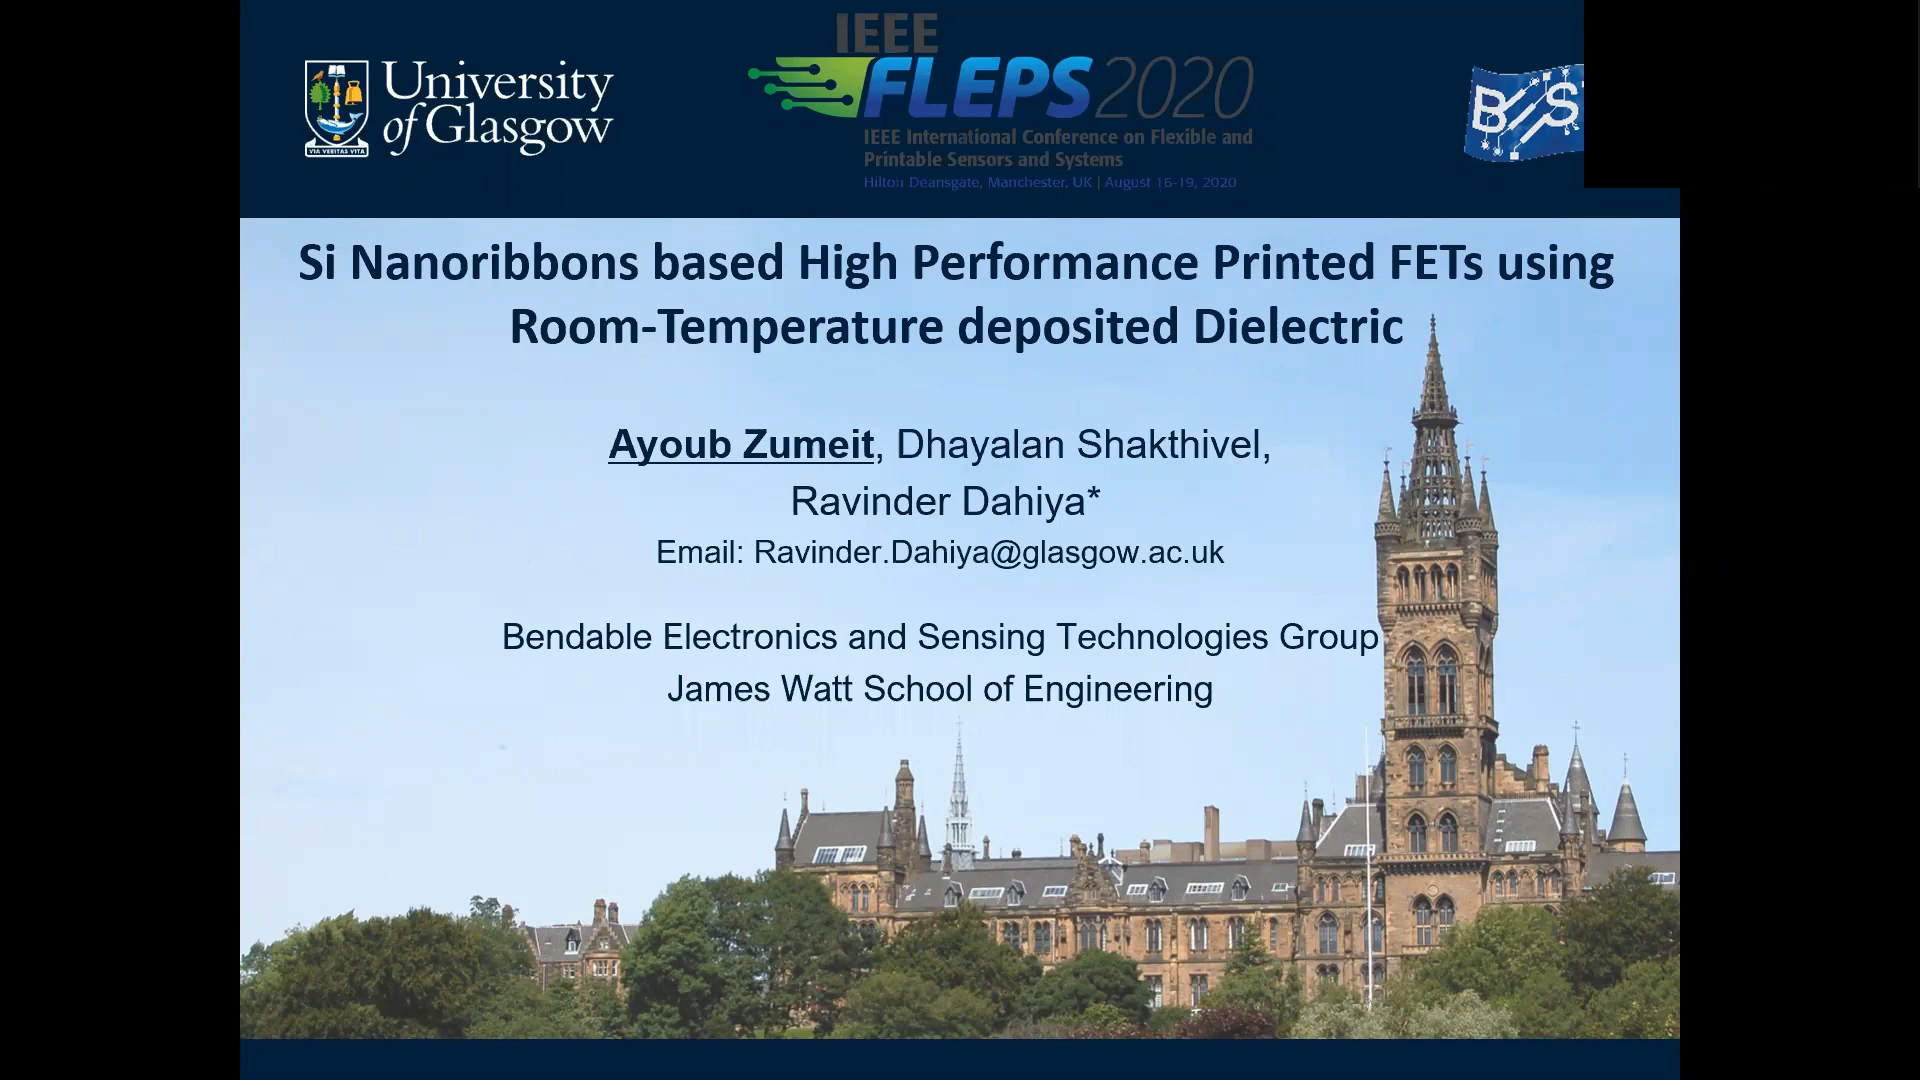 University
of Glasgow
VIA VERITAS VITA
IEEE
FLEPS 2020
IEEE International Conference on Flexible and
Printable Sensors and Systems
Hilton Deansgate, Manchester, UK | August 16-19, 2020
Si Nanoribbons based High Performance Printed FETs using
Room-Temperature deposited Dielectric
Ayoub Zumeit, Dhayalan Shakthivel,
Ravinder Dahiya*
Email: Ravinder.Dahiya@glasgow.ac.uk
Bendable Electronics and Sensing Technologies Group
James Watt School of Engineering